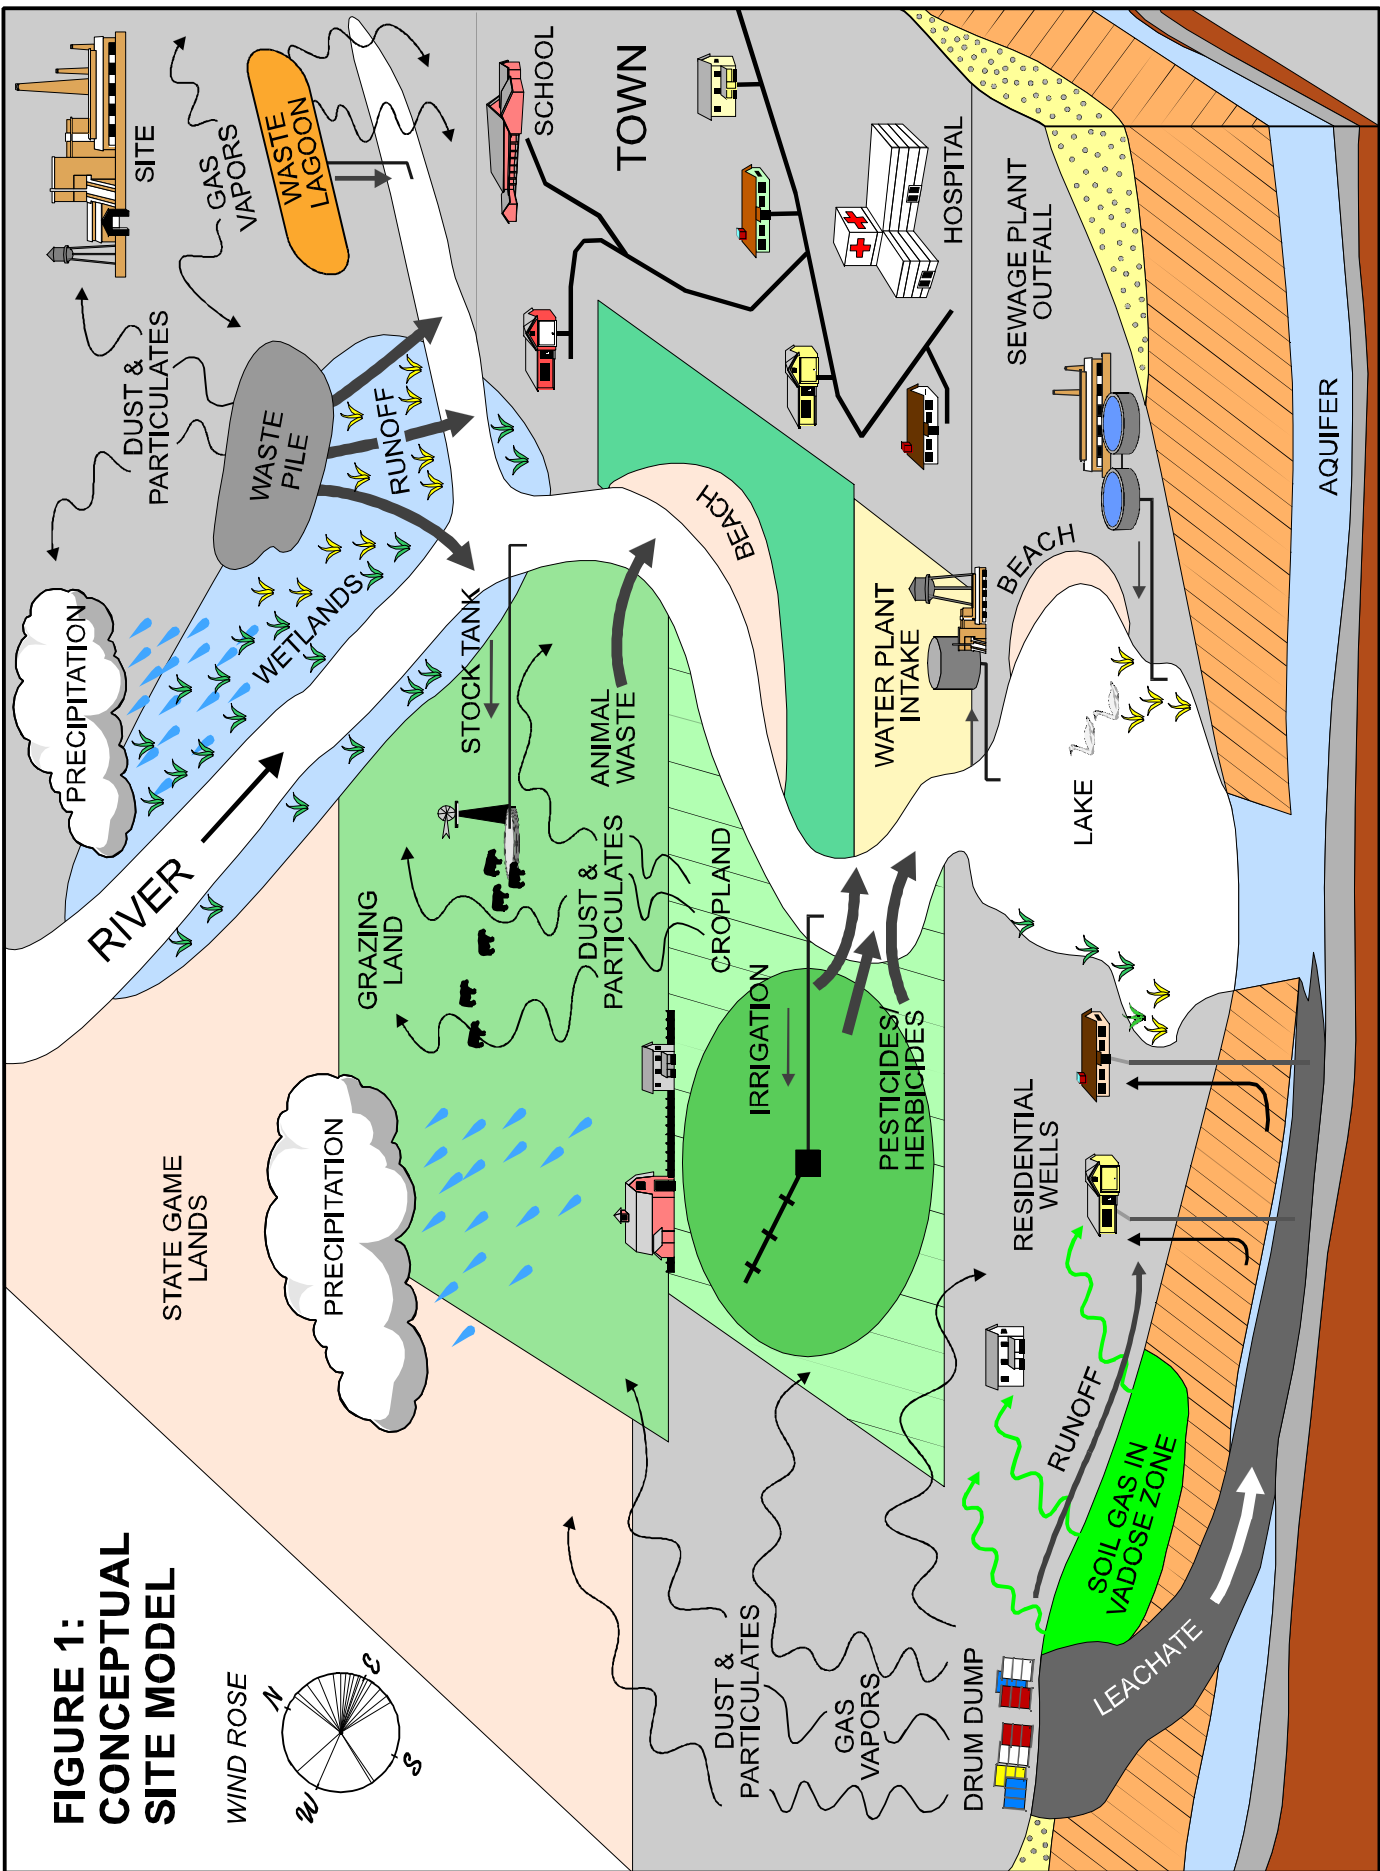 FIGURE 1:
CONCEPTUAL
SITE MODEL
WIND ROSE
N
E
S
W
STATE GAME
LANDS
PRECIPITATION
PRECIPITATION
RIVER
WETLANDS
DUST &
PARTICULATES
WASTE
PILE
RUNOFF
GAS
VAPORS
SITE
WASTE
LAGOON
SCHOOL
TOWN
HOSPITAL
GRAZING
LAND
STOCK TANK
ANIMAL
WASTE
DUST &
PARTICULATES
CROPLAND
IRRIGATION
PESTICIDES/
HERBICIDES
BEACH
WATER PLANT
INTAKE
BEACH
SEWAGE PLANT
OUTFALL
LAKE
RESIDENTIAL
WELLS
DUST &
PARTICULATES
GAS
VAPORS
DRUM DUMP
RUNOFF
SOIL GAS IN
VADOSE ZONE
LEACHATE
AQUIFER